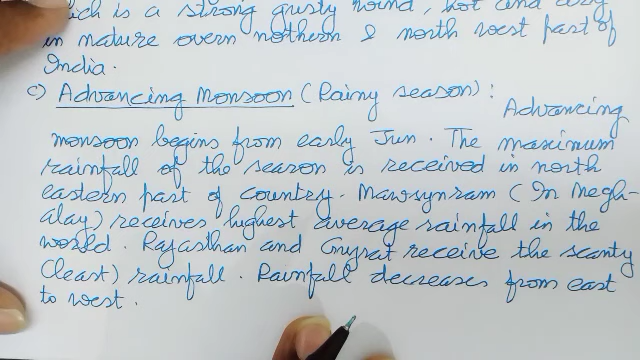 is a strong gusty wind, hot and dry
in nature overn nothern & north west part of
India.
c) Advancing Monsoon (Rainy season):
Advancing
monsoon begins from early Jun. The maximum
rainfall of the season is received in north
eastern part of country. Mawsynram (In Megh-
alay) receives highest average rainfall in the
world. Rajasthan and Gujrat receive the scanty
(least) rainfall. Rainfall decreases from east
to west.